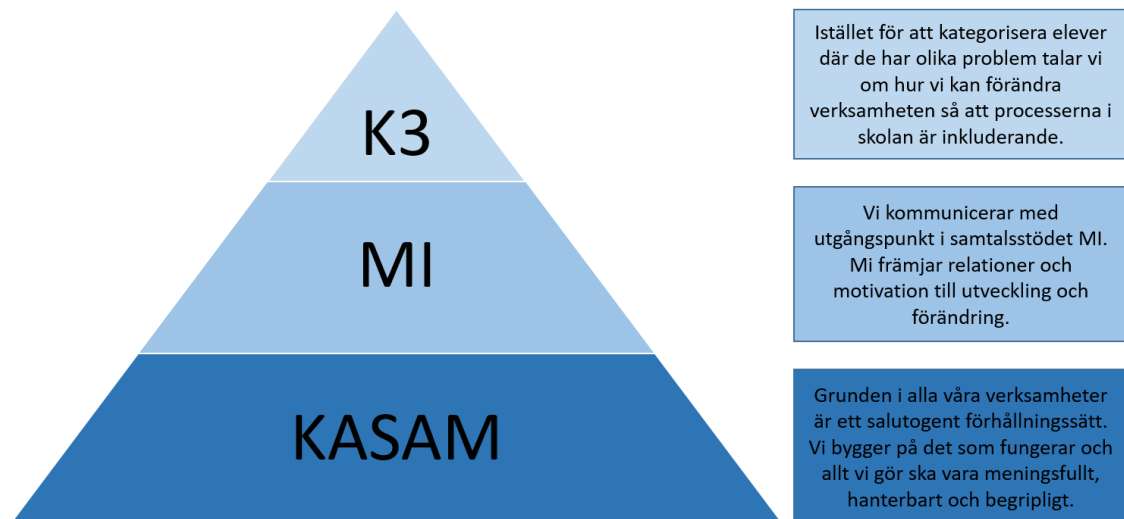 K3
Istället för att kategorisera elever
där de har olika problem talar vi
om hur vi kan förändra
verksamheten så att processerna i
skolan är inkluderande.
MI
Vi kommunicerar med
utgångspunkt i samtalsstödet MI.
Mi främjar relationer och
motivation till utveckling och
förändring.
KASAM
Grunden i alla våra verksamheter
är ett salutogent förhållningssätt.
Vi bygger på det som fungerar och
allt vi gör ska vara meningsfullt,
hanterbart och begripligt.